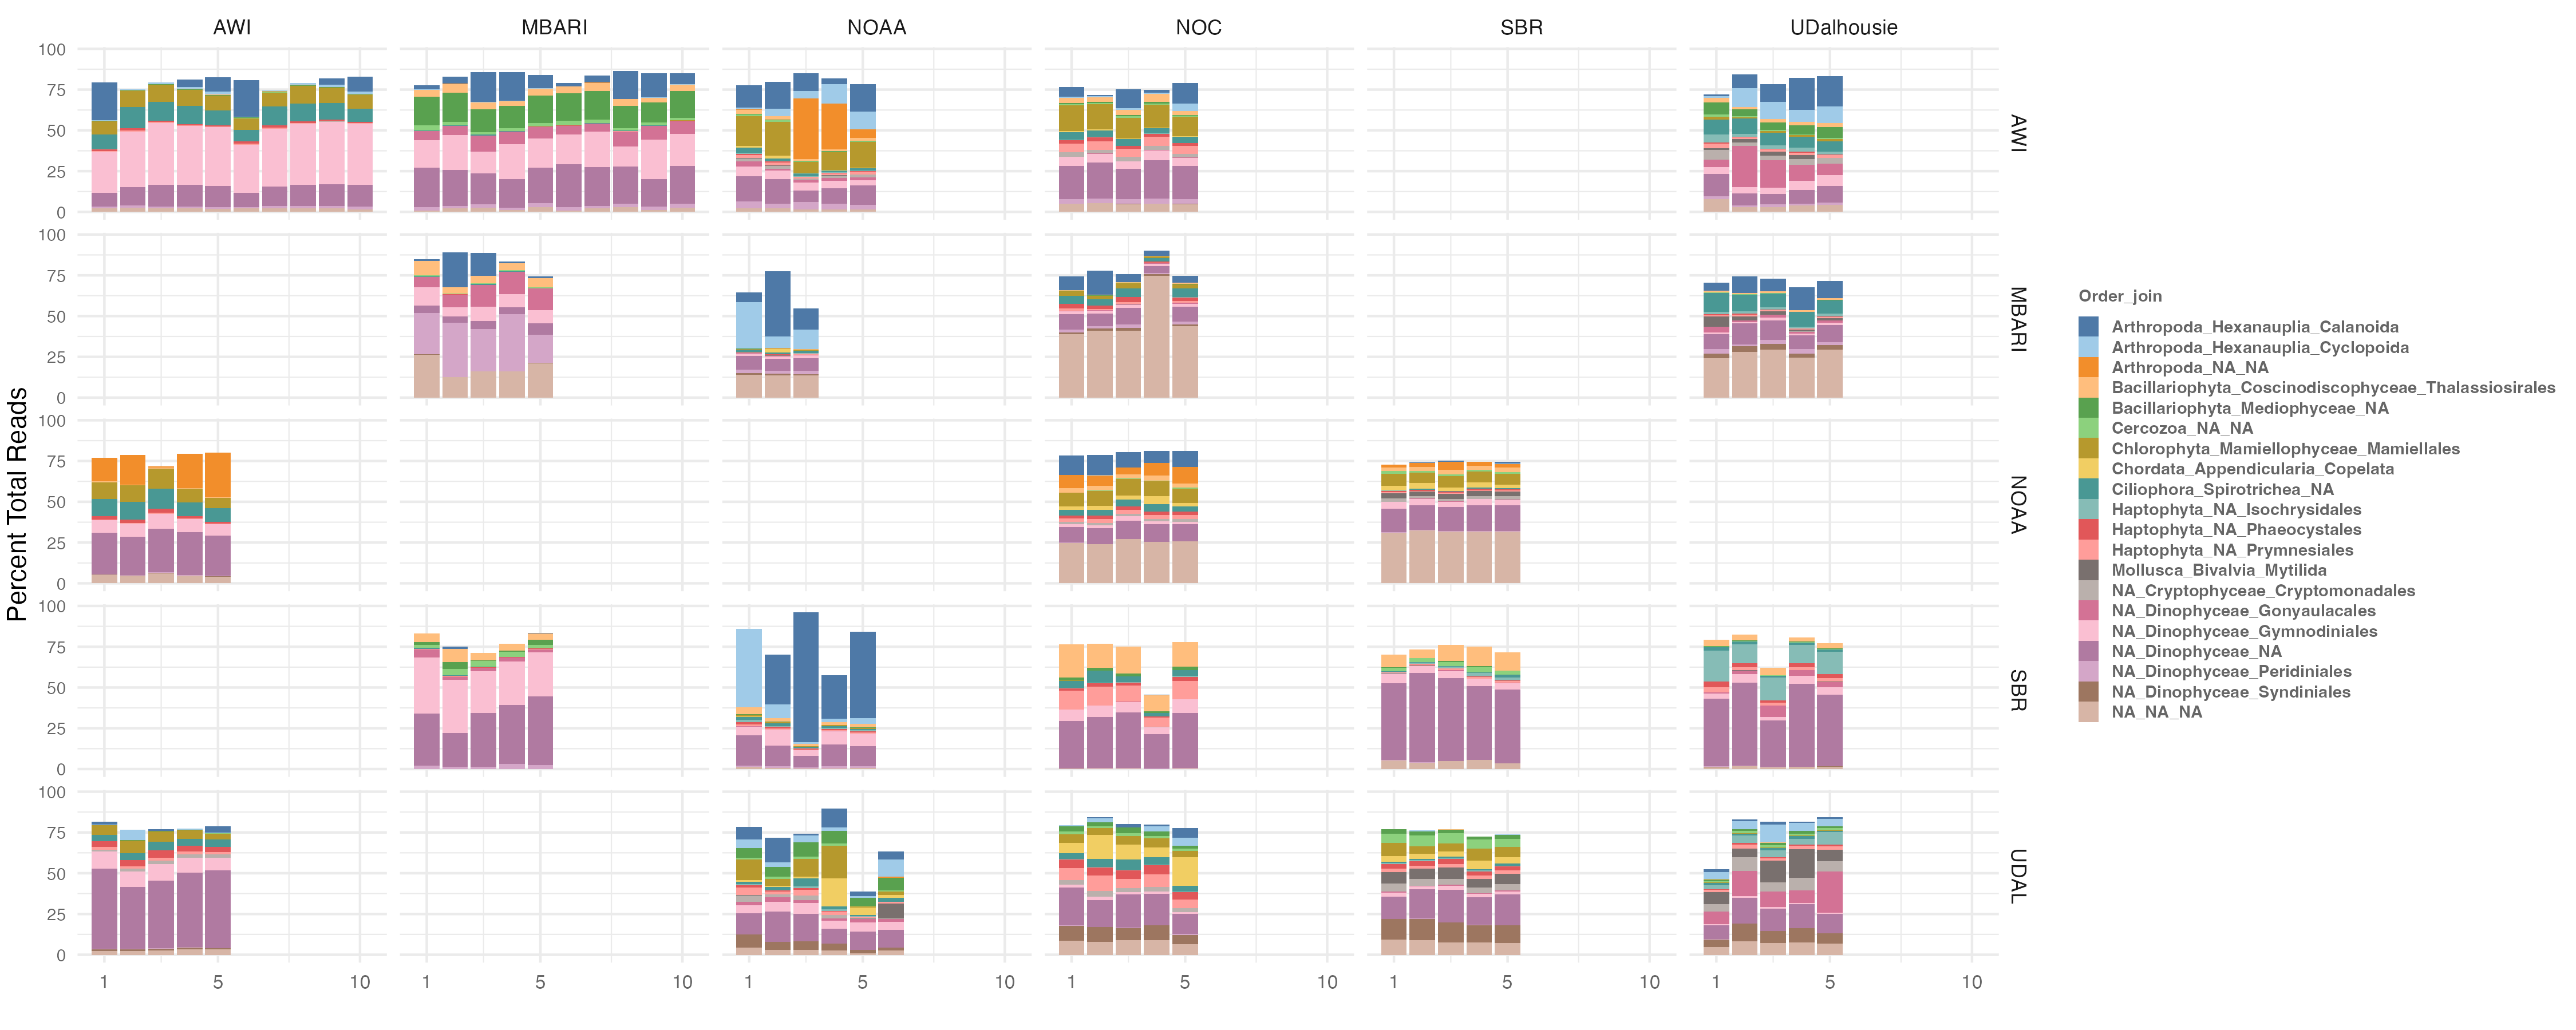 AWI MBARI NOAA NOC SBR UDalhousie
100
75
50
25
0
AWI
100
75
50
25
0
MBARI
Percent Total Reads
100
75
50
25
0
NOAA
100
75
50
25
0
SBR
100
75
50
25
0
UDAL
1 5 10 1 5 10 1 5 10 1 5 10 1 5 10 1 5 10
Order_join
Arthropoda_Hexanauplia_Calanoida
Arthropoda_Hexanauplia_Cyclopoida
Arthropoda_NA_NA
Bacillariophyta_Coscinodiscophyceae_Thalassiosirales
Bacillariophyta_Mediophyceae_NA
Cercozoa_NA_NA
Chlorophyta_Mamiellophyceae_Mamiellales
Chordata_Appendicularia_Copelata
Ciliophora_Spirotrichea_NA
Haptophyta_NA_Isochrysidales
Haptophyta_NA_Phaeocystales
Haptophyta_NA_Prymnesiales
Mollusca_Bivalvia_Mytilida
NA_Cryptophyceae_Cryptomonadales
NA_Dinophyceae_Gonyaulacales
NA_Dinophyceae_Gymnodiniales
NA_Dinophyceae_NA
NA_Dinophyceae_Peridiniales
NA_Dinophyceae_Syndiniales
NA_NA_NA